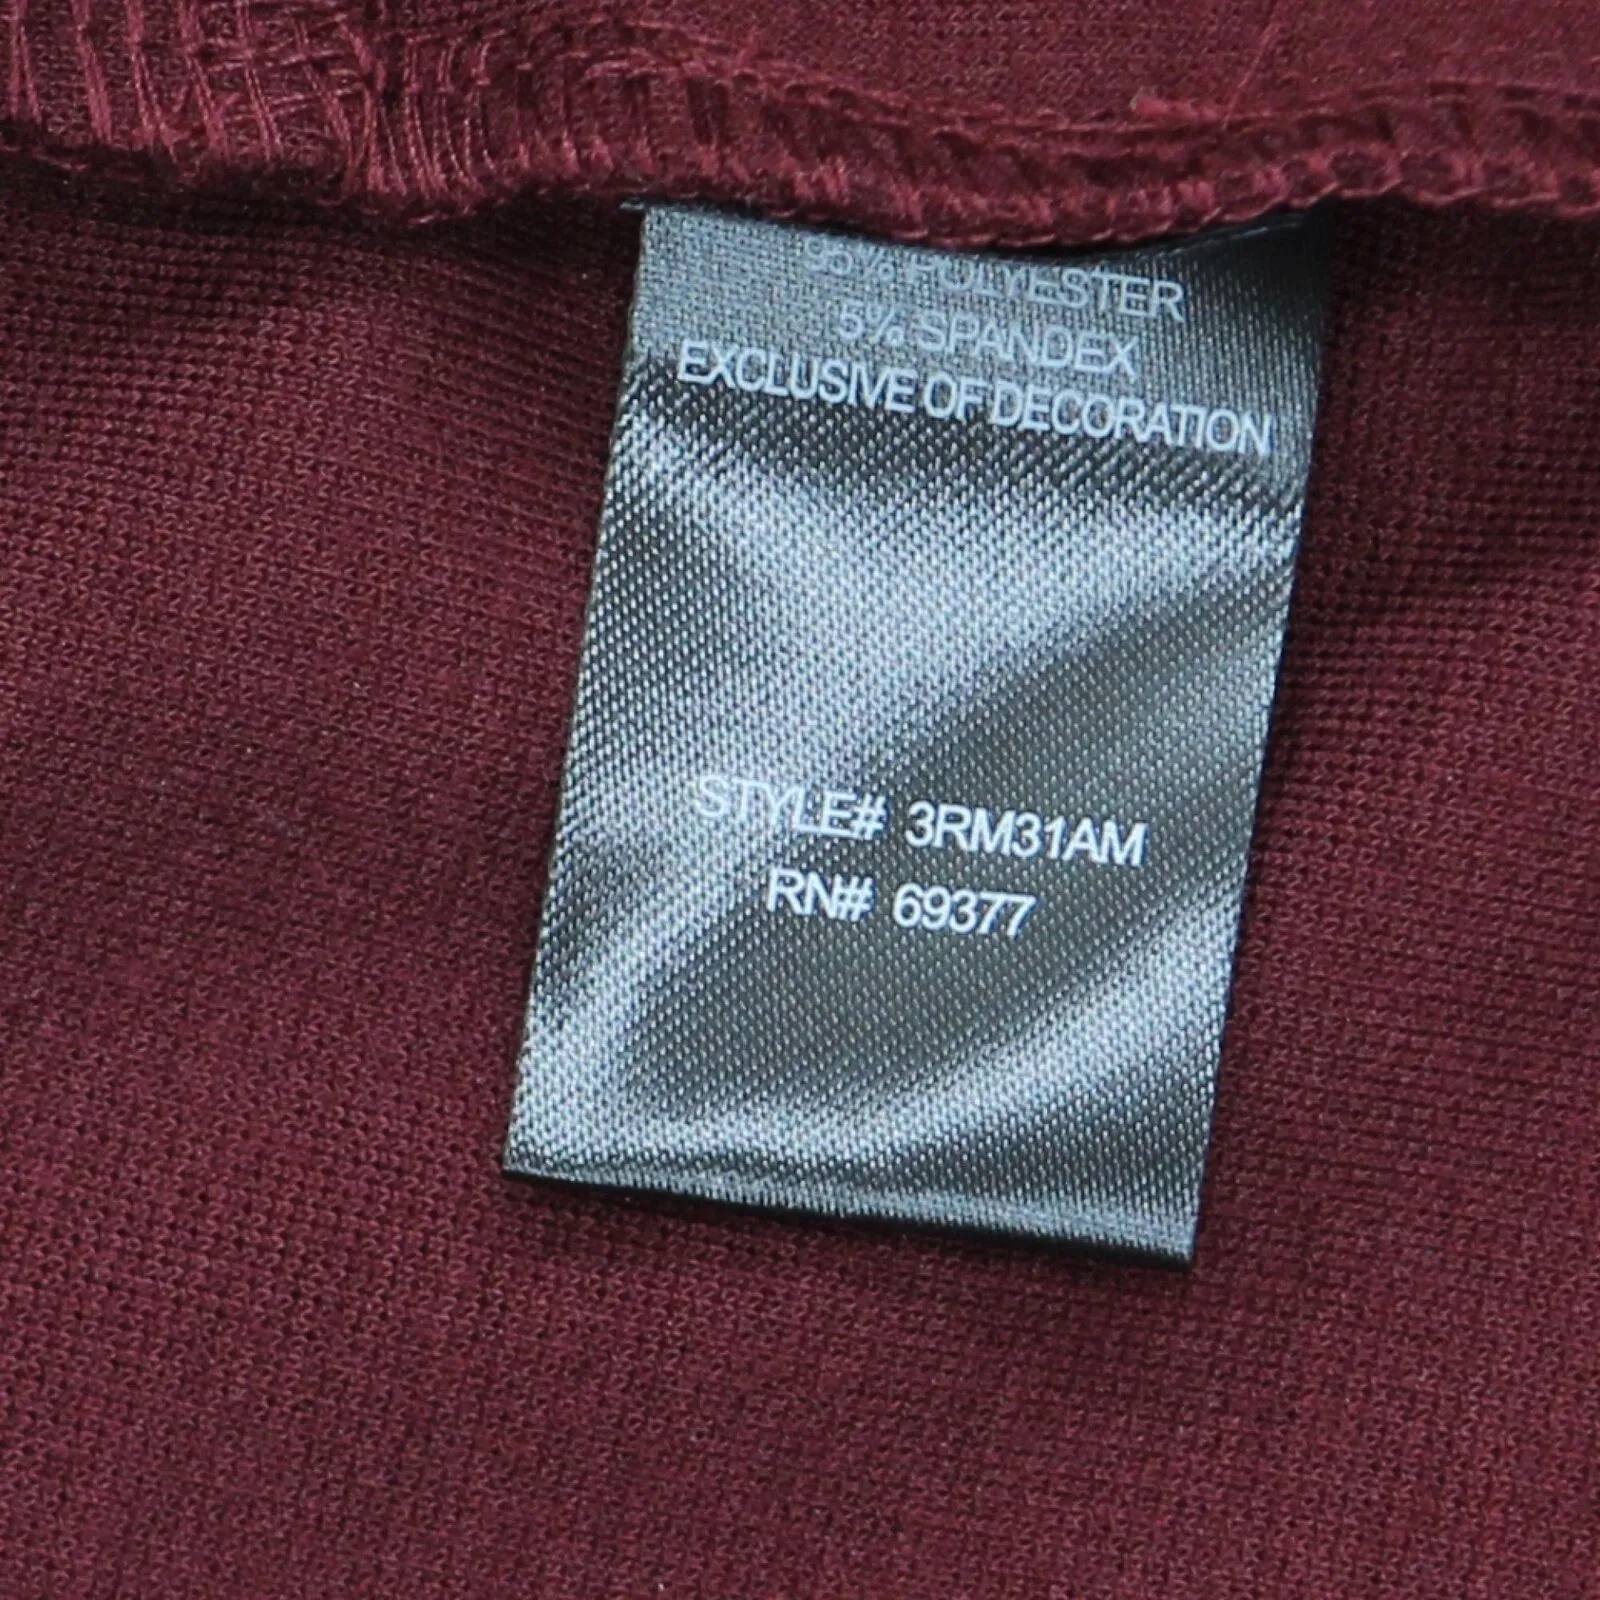 95% POLYESTER
5% SPANDEX
EXCLUSIVE OF DECORATION
STYLE# 3RM31AM
RN# 69377